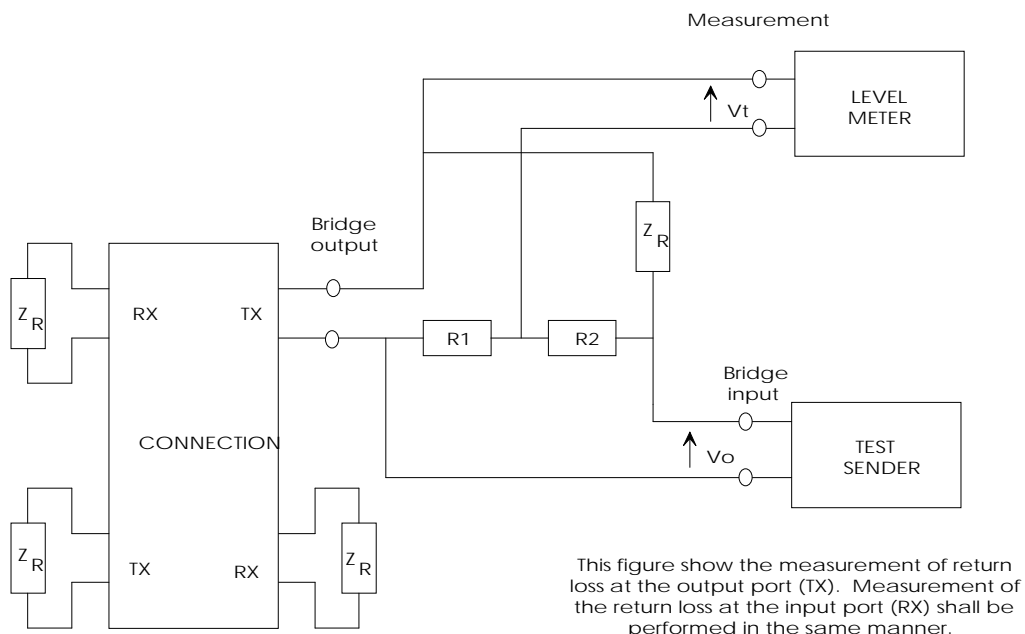 Measurement
LEVEL
METER
Vt
Bridge
output
Z R
Z R
RX
TX
R1
R2
Bridge
input
CONNECTION
Vo
TEST
SENDER
Z R
TX
RX
Z R
This figure show the measurement of return
loss at the output port (TX). Measurement of
the return loss at the input port (RX) shall be
performed in the same manner.